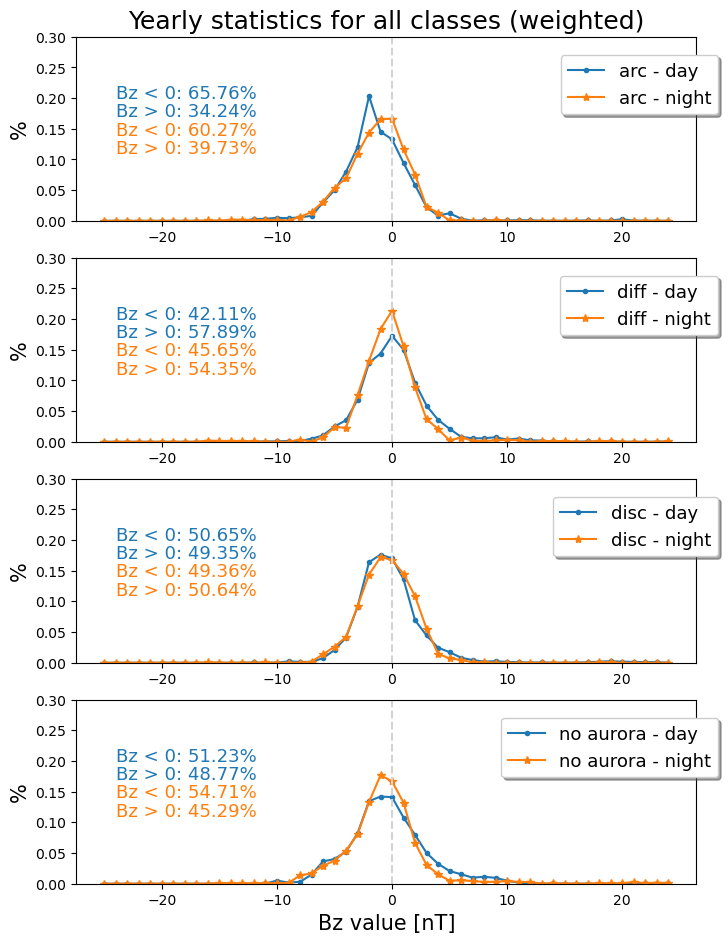 Yearly statistics for all classes (weighted)
0.30
0.25
0.20
0.15
0.10
0.05
0.00
%
Bz < 0: 65.76%
Bz > 0: 34.24%
Bz < 0: 60.27%
Bz > 0: 39.73%
arc - day
arc - night
−20
−10
0
10
20
0.30
0.25
0.20
0.15
0.10
0.05
0.00
%
Bz < 0: 42.11%
Bz > 0: 57.89%
Bz < 0: 45.65%
Bz > 0: 54.35%
diff - day
diff - night
−20
−10
0
10
20
0.30
0.25
0.20
0.15
0.10
0.05
0.00
%
Bz < 0: 50.65%
Bz > 0: 49.35%
Bz < 0: 49.36%
Bz > 0: 50.64%
disc - day
disc - night
−20
−10
0
10
20
0.30
0.25
0.20
0.15
0.10
0.05
0.00
%
Bz < 0: 51.23%
Bz > 0: 48.77%
Bz < 0: 54.71%
Bz > 0: 45.29%
no aurora - day
no aurora - night
−20
−10
0
10
20
Bz value [nT]